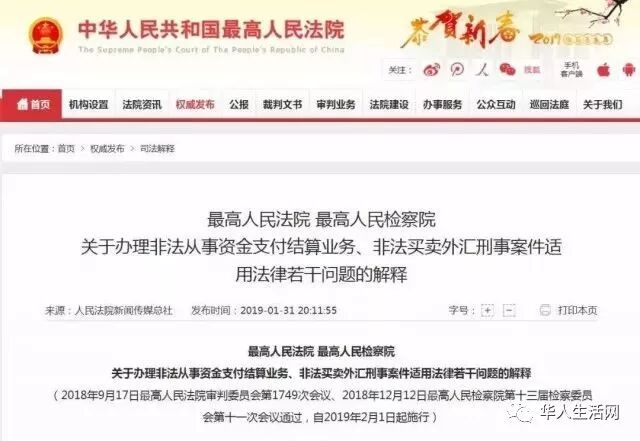 中华人民共和国最高人民法院
The Supreme People's Court of The People's Republic of China
恭贺新春
关注: 搜狐 手机客户端
首页 机构设置 法院资讯 权威发布 公报 裁判文书 审判业务 法院建设 办事服务 公众互动 巡回法庭 关于我们
所在位置:首页 > 权威发布 > 司法解释
最高人民法院 最高人民检察院
关于办理非法从事资金支付结算业务、非法买卖外汇刑事案件适
用法律若干问题的解释
来源:人民法院新闻传媒总社 发布时间:2019-01-31 20:11:55 字号: + - 打印本页
最高人民法院 最高人民检察院
关于办理非法从事资金支付结算业务、非法买卖外汇刑事案件适用法律若干问题的解释
(2018年9月17日最高人民法院审判委员会第1749次会议、2018年12月12日最高人民检察院第十三届检察委员
会第十一次会议通过,自2019年2月1日起施行)
华人生活网